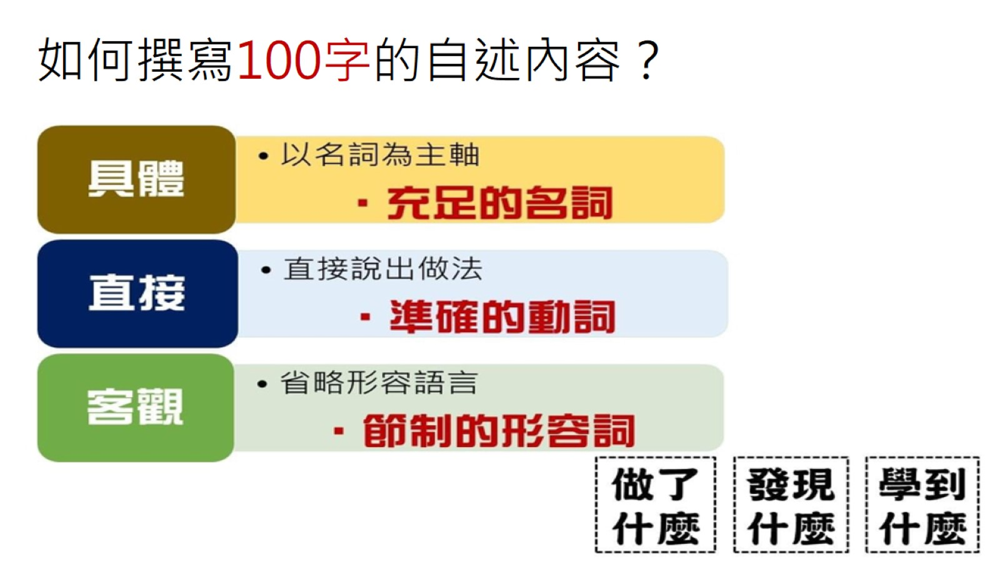 如何撰寫100字的自述內容？
具體
• 以名詞為主軸
▪ 充足的名詞
直接
• 直接說出做法
▪ 準確的動詞
客觀
• 省略形容語言
▪ 節制的形容詞
做了
什麼
發現
什麼
學到
什麼